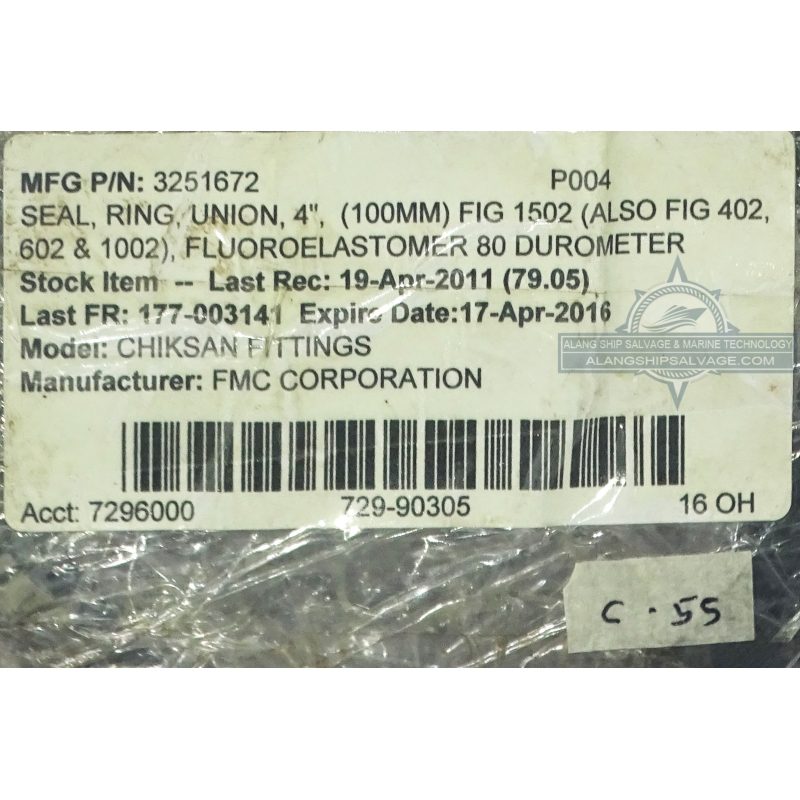 MFG P/N: 3251672 P004
SEAL, RING, UNION, 4", (100MM) FIG 1502 (ALSO FIG 402,
602 & 1002), FLUOROELASTOMER 80 DUROMETER
Stock Item -- Last Rec: 19-Apr-2011 (79.05)
Last FR: 177-003141 Expire Date:17-Apr-2016
Model: CHIKSAN FITTINGS
Manufacturer: FMC CORPORATION
ALANG SHIP SALVAGE & MARINE TECHNOLOGY
ALANGSHIPSALVAGE.COM
Acct: 7296000 729-90305 16 OH
C-55